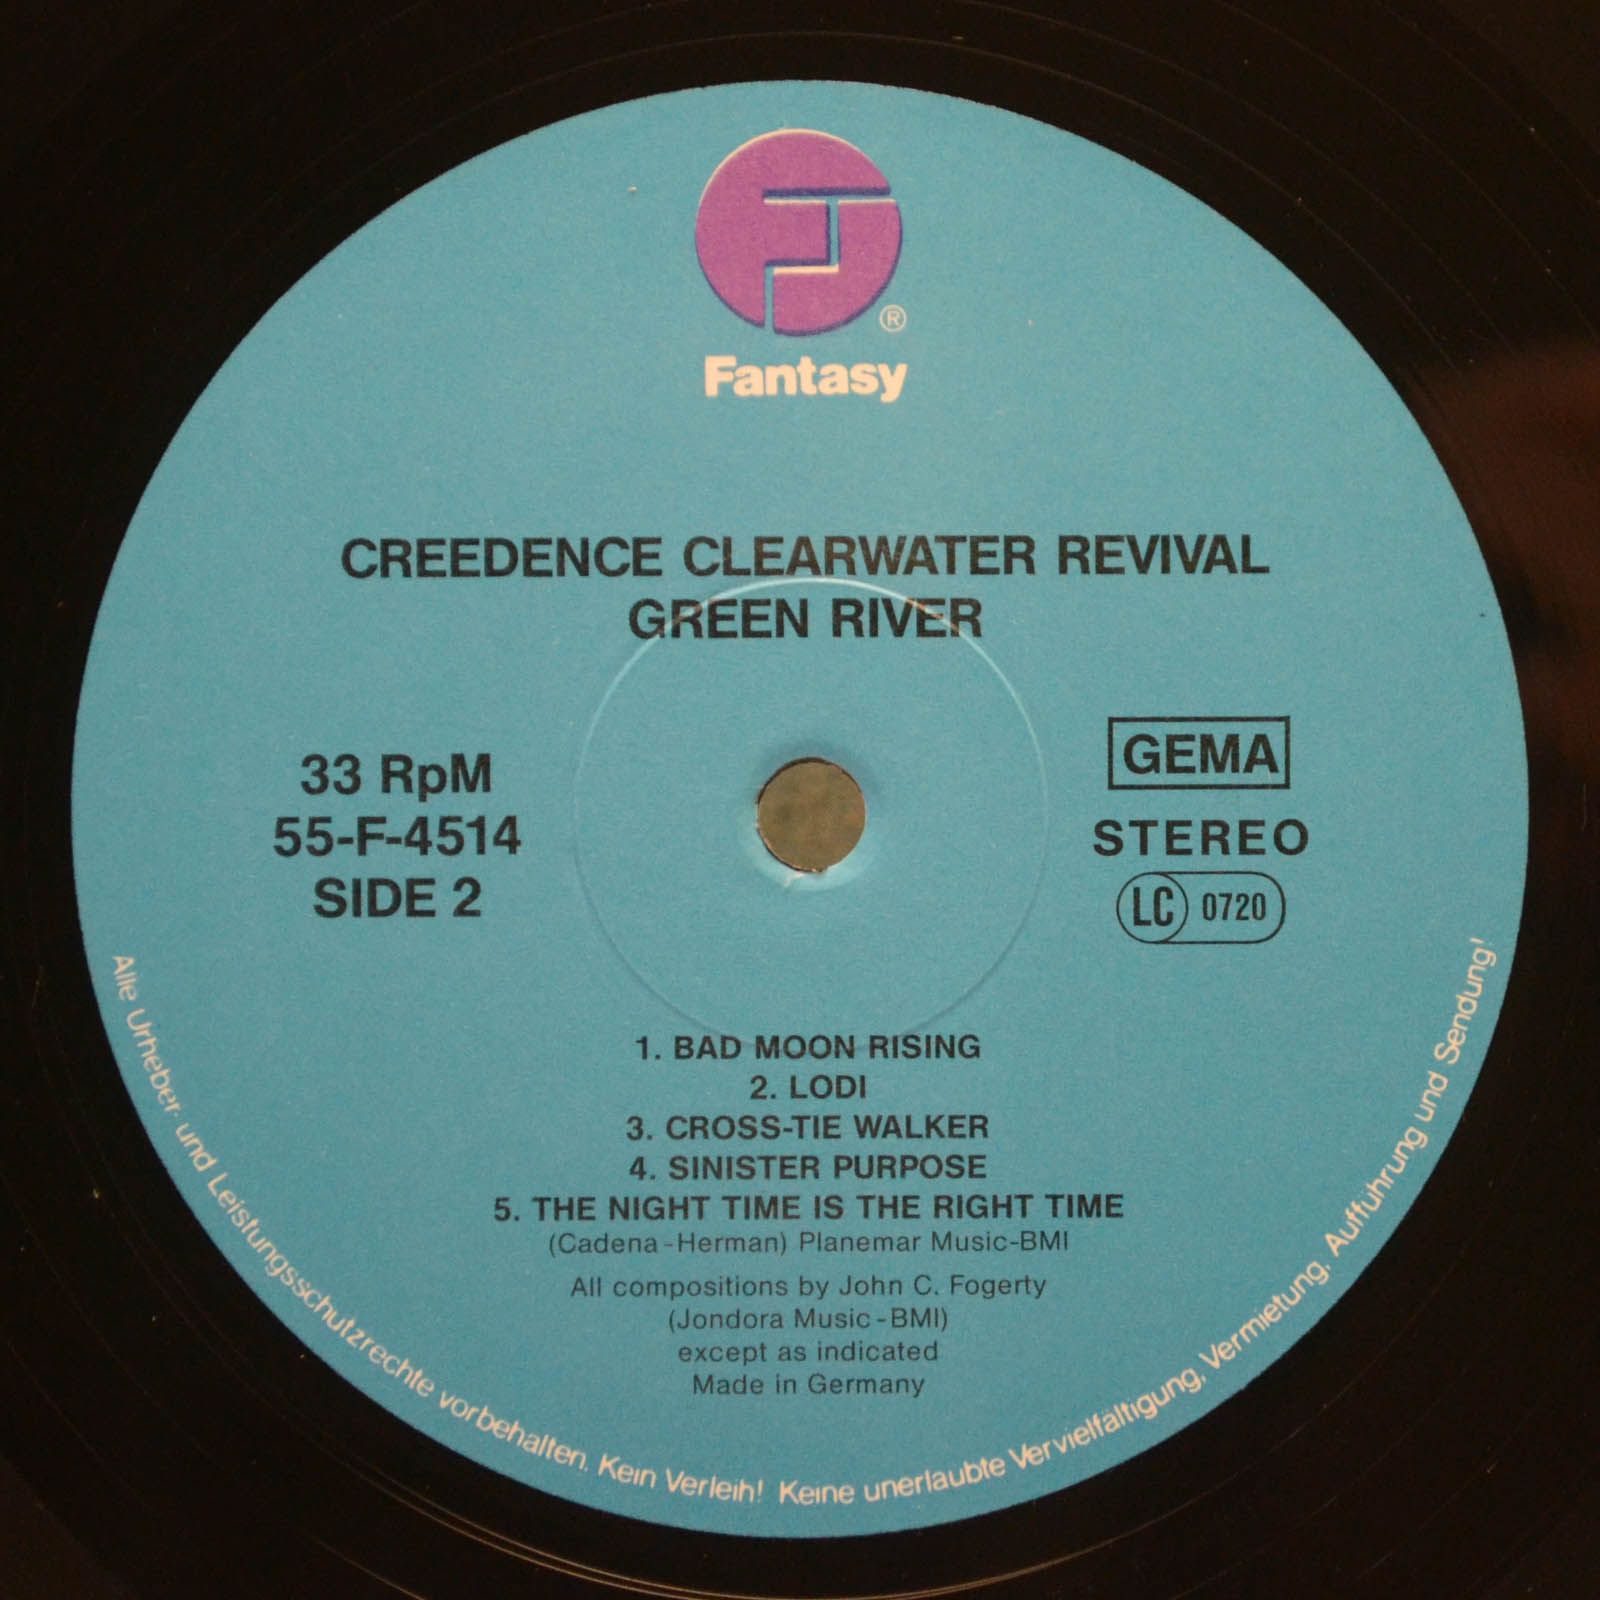 ®
Fantasy
CREEDENCE CLEARWATER REVIVAL
GREEN RIVER
33 RpM
55-F-4514
SIDE 2
GEMA
STEREO
LC 0720
1. BAD MOON RISING
2. LODI
3. CROSS-TIE WALKER
4. SINISTER PURPOSE
5. THE NIGHT TIME IS THE RIGHT TIME
(Cadena-Herman) Planemar Music-BMI
All compositions by John C. Fogerty
(Jondora Music-BMI)
except as indicated
Made in Germany
Alle Urheber- und Leistungsschutzrechte vorbehalten. Kein Verleih! Keine unerlaubte Vervielfältigung, Vermietung, Aufführung und Sendung!